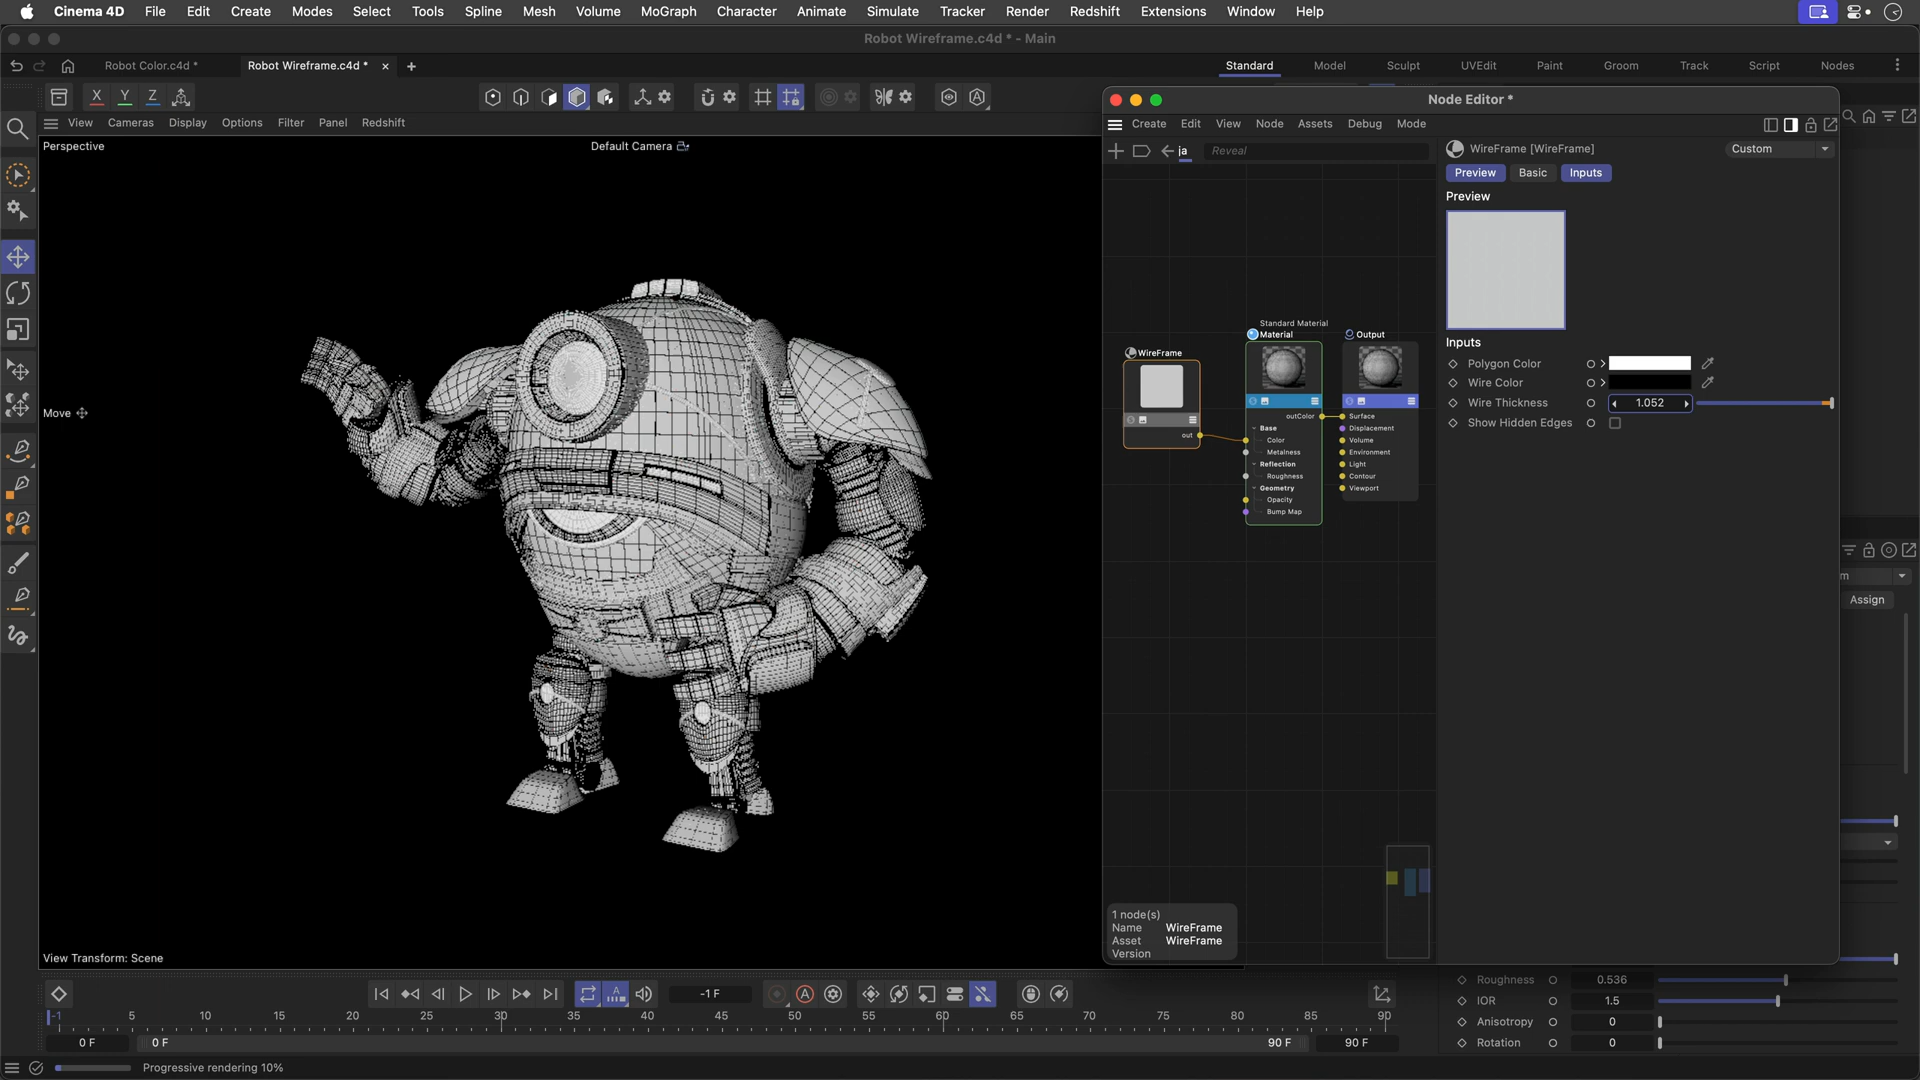 Cinema 4D File Edit Create Modes Select Tools Spline Mesh Volume MoGraph Character Animate Simulate Tracker Render Redshift Extensions Window Help
Robot Wireframe.c4d * - Main
Robot Color.c4d * Robot Wireframe.c4d * × + Standard Model Sculpt UVEdit Paint Groom Track Script Nodes
X Y Z
View Cameras Display Options Filter Panel Redshift
Perspective
Default Camera
Move
View Transform: Scene
Node Editor *
Create Edit View Node Assets Debug Mode
ja Reveal
WireFrame
out
Standard Material
Material
outColor
Base
Color
Metalness
Reflection
Roughness
Geometry
Opacity
Bump Map
Output
Surface
Displacement
Volume
Environment
Light
Contour
Viewport
1 node(s)
Name WireFrame
Asset WireFrame
Version
WireFrame [WireFrame] Custom
Preview Basic Inputs
Preview
Inputs
Polygon Color
Wire Color
Wire Thickness 1.052
Show Hidden Edges
m
Assign
Roughness 0.536
IOR 1.5
Anisotropy 0
Rotation 0
-1 F
-1 5 10 15 20 25 30 35 40 45 50 55 60 65 70 75 80 85 90
0 F 0 F 90 F 90 F
Progressive rendering 10%